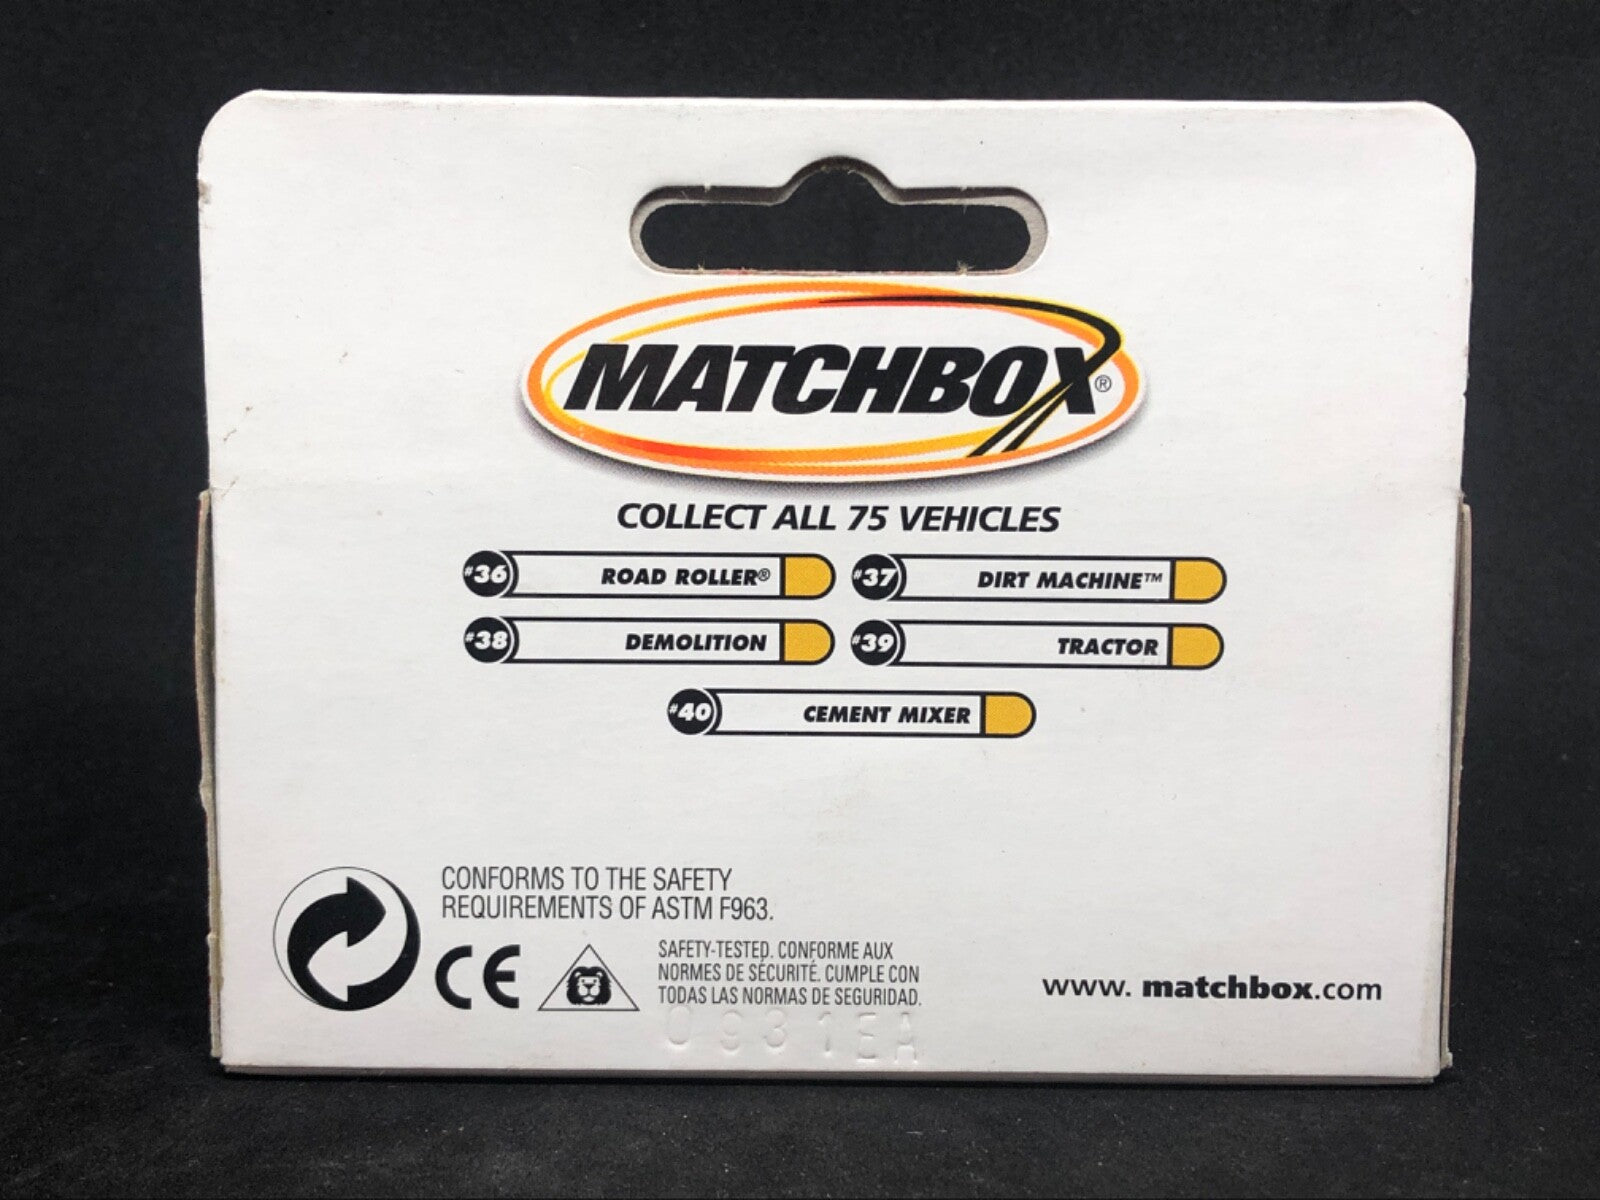 MATCHBOX®
COLLECT ALL 75 VEHICLES
#36 ROAD ROLLER® #37 DIRT MACHINE™
#38 DEMOLITION #39 TRACTOR
#40 CEMENT MIXER
CONFORMS TO THE SAFETY
REQUIREMENTS OF ASTM F963.
CE
SAFETY-TESTED. CONFORME AUX
NORMES DE SÉCURITÉ. CUMPLE CON
TODAS LAS NORMAS DE SEGURIDAD.
www. matchbox.com
0931EA